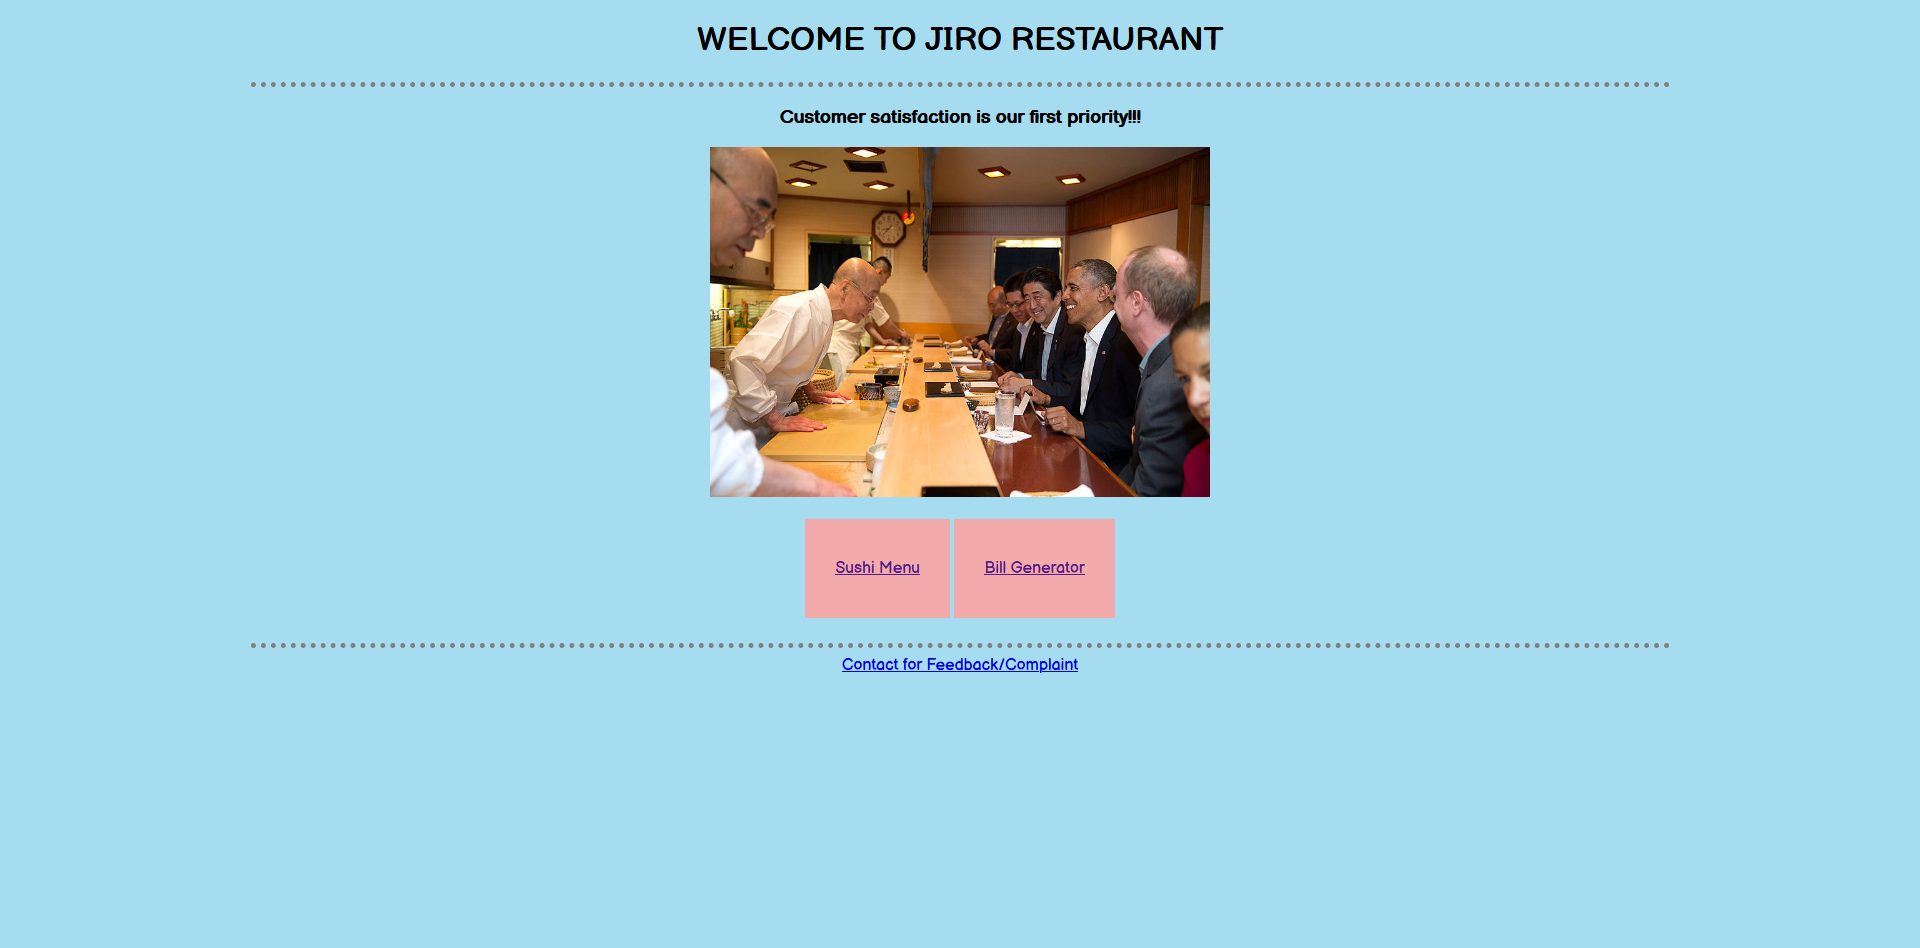 WELCOME TO JIRO RESTAURANT
Customer satisfaction is our first priority!!!
Sushi Menu
Bill Generator
Contact for Feedback/Complaint